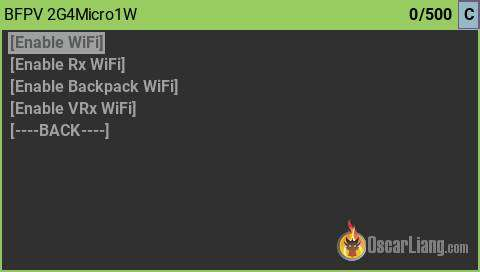 BFPV 2G4Micro1W 0/500 C
[Enable WiFi]
[Enable Rx WiFi]
[Enable Backpack WiFi]
[Enable VRx WiFi]
[----BACK----]
OscarLiang.com